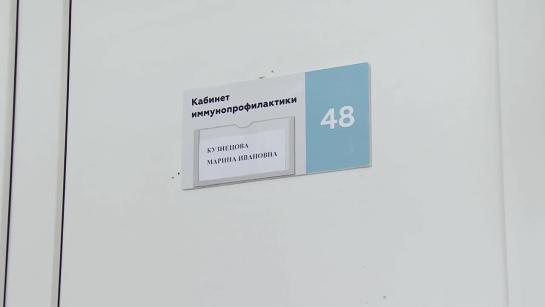 Кабинет
иммунопрофилактики
48
КУЗНЕЦОВА
МАРИНА ИВАНОВНА